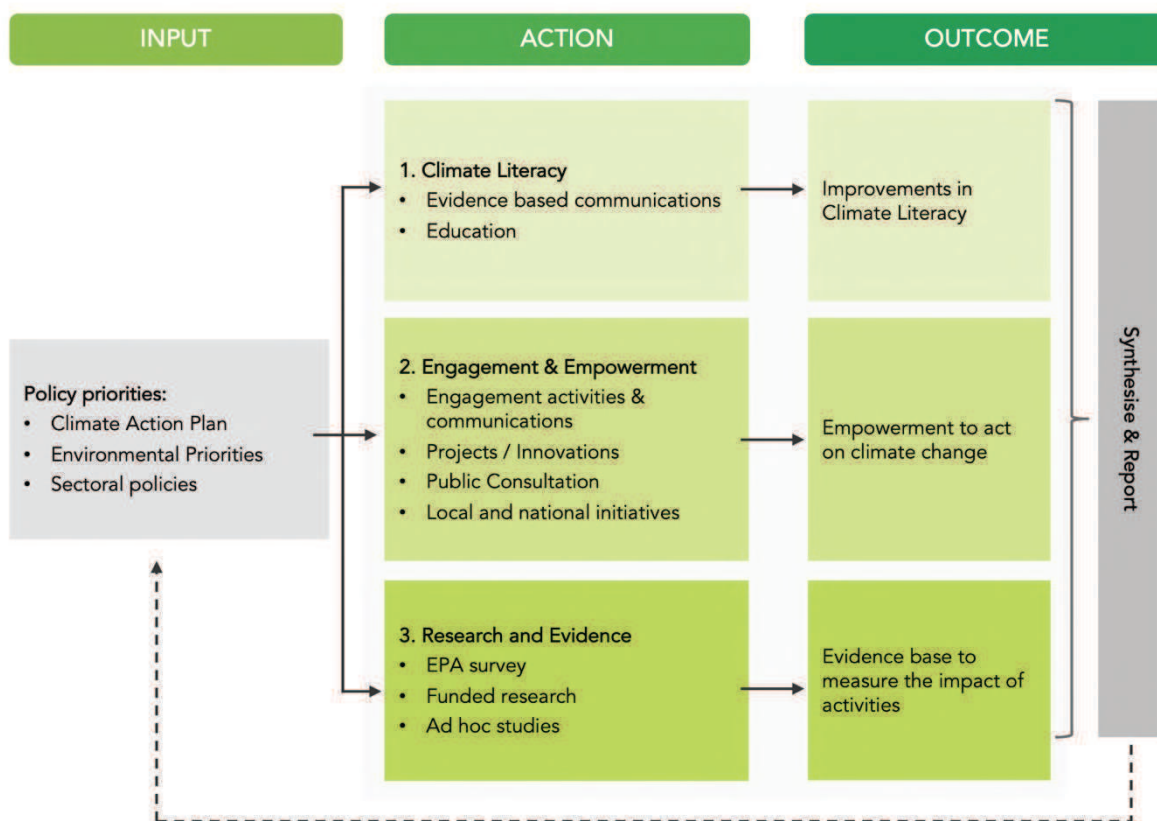 INPUT
ACTION
OUTCOME
Policy priorities:
• Climate Action Plan
• Environmental Priorities
• Sectoral policies
1. Climate Literacy
• Evidence based communications
• Education
Improvements in
Climate Literacy
2. Engagement & Empowerment
• Engagement activities &
communications
• Projects / Innovations
• Public Consultation
• Local and national initiatives
Empowerment to act
on climate change
3. Research and Evidence
• EPA survey
• Funded research
• Ad hoc studies
Evidence base to
measure the impact of
activities
Synthesise & Report